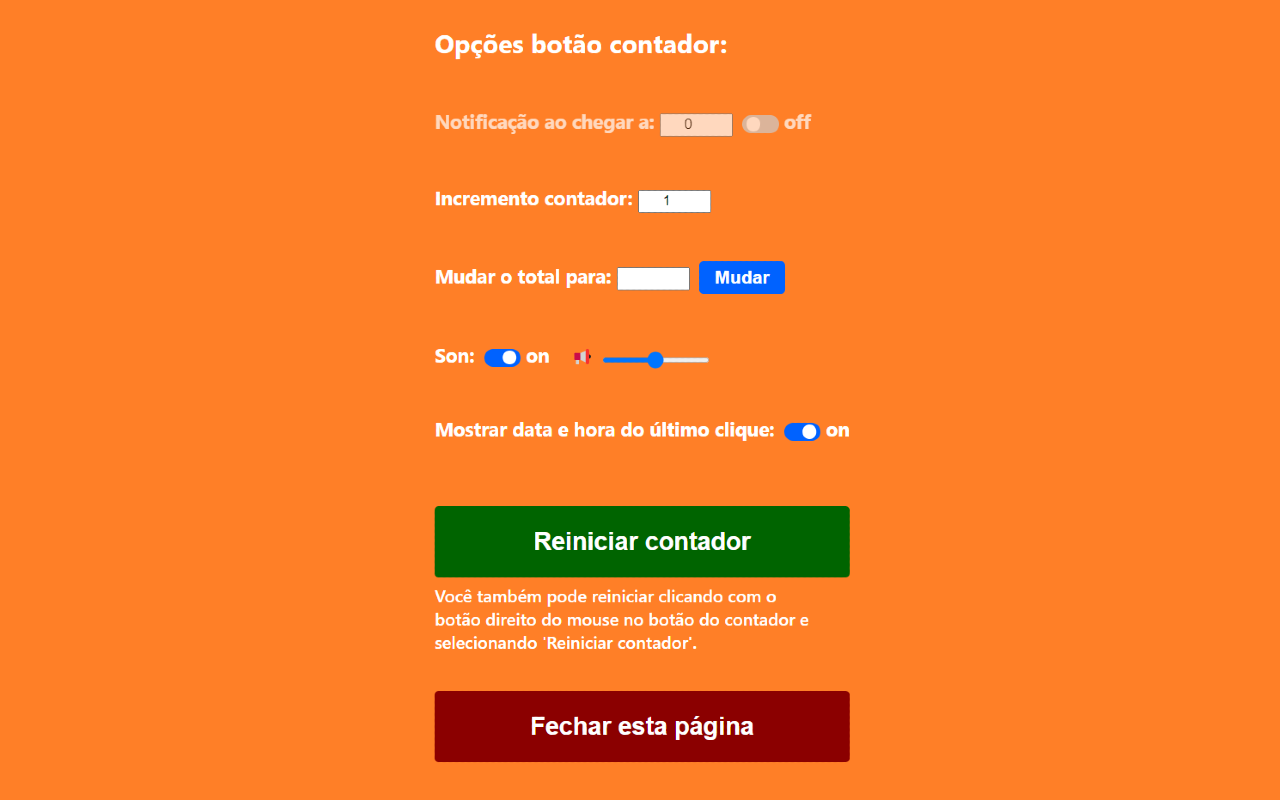 Opções botão contador:
Notificação ao chegar a: 0 off
Incremento contador: 1
Mudar o total para: Mudar
Son: on
Mostrar data e hora do último clique: on
Reiniciar contador
Você também pode reiniciar clicando com o
botão direito do mouse no botão do contador e
selecionando 'Reiniciar contador'.
Fechar esta página